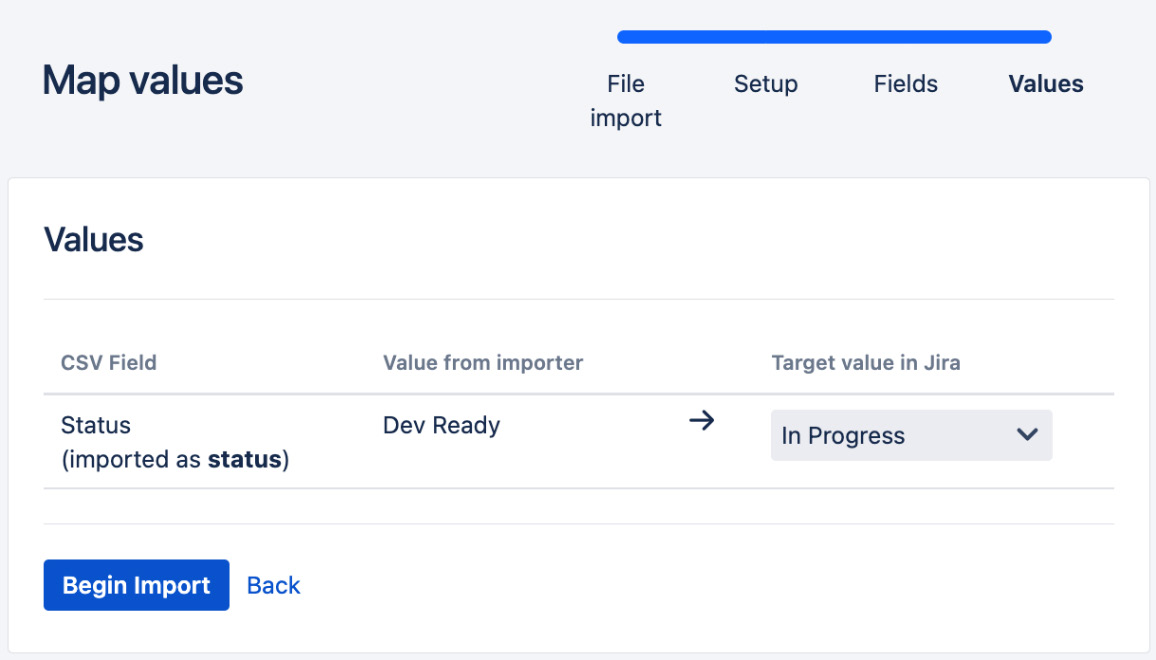 Map values
File
import
Setup
Fields
Values
Values
CSV Field
Value from importer
Target value in Jira
Status
(imported as status)
Dev Ready
In Progress
Begin Import
Back